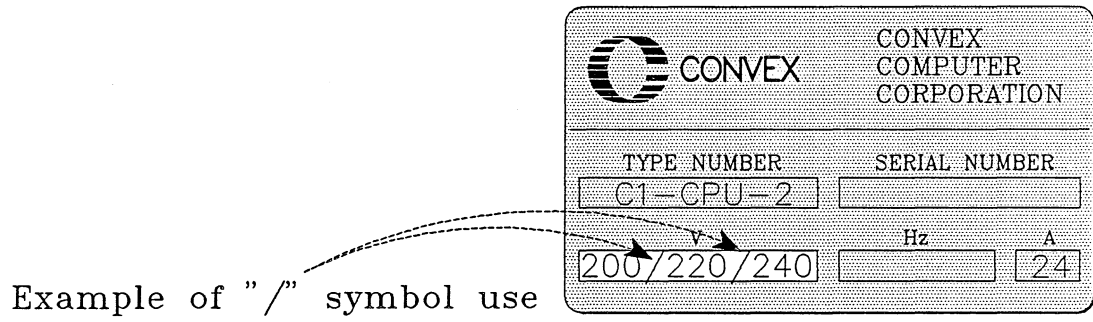 CONVEX
CONVEX
COMPUTER
CORPORATION
TYPE NUMBER
SERIAL NUMBER
C1-CPU-2
V
Hz
A
200/220/240
24
Example of "/" symbol use